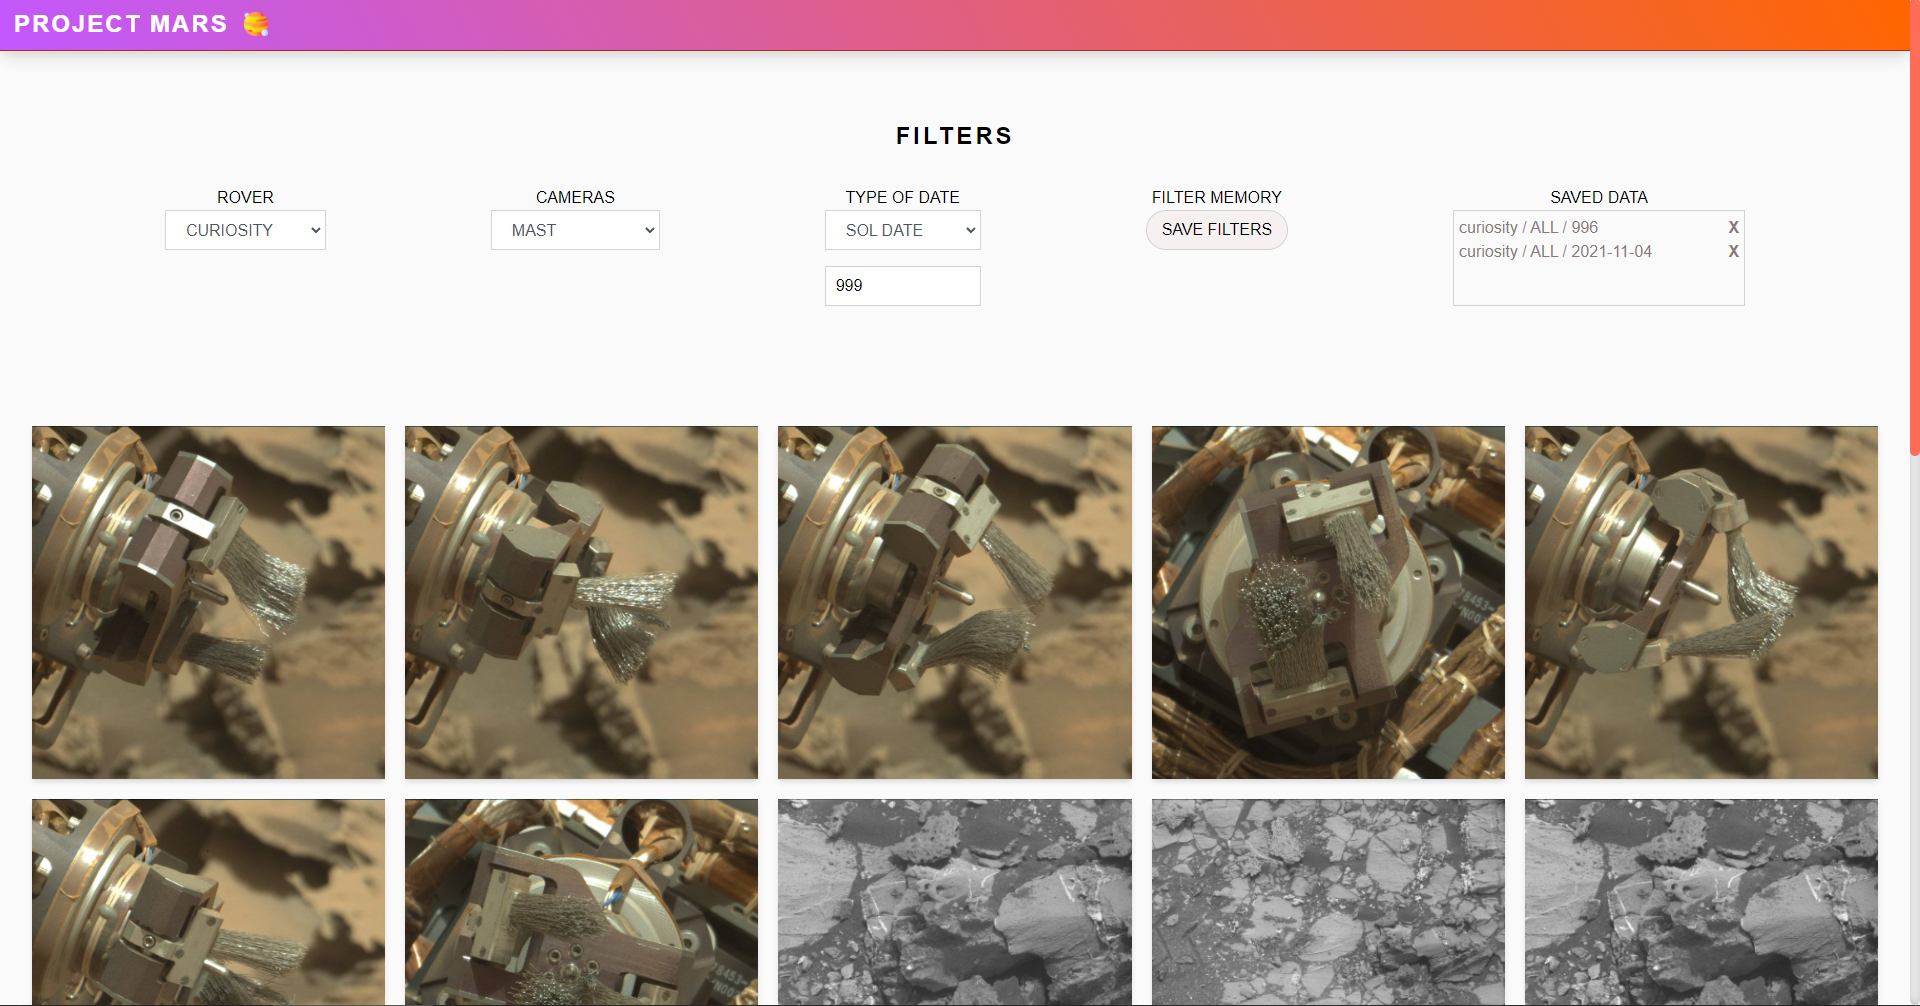 PROJECT MARS
FILTERS
ROVER
CURIOSITY
CAMERAS
MAST
TYPE OF DATE
SOL DATE
999
FILTER MEMORY
SAVE FILTERS
SAVED DATA
curiosity / ALL / 996 X
curiosity / ALL / 2021-11-04 X